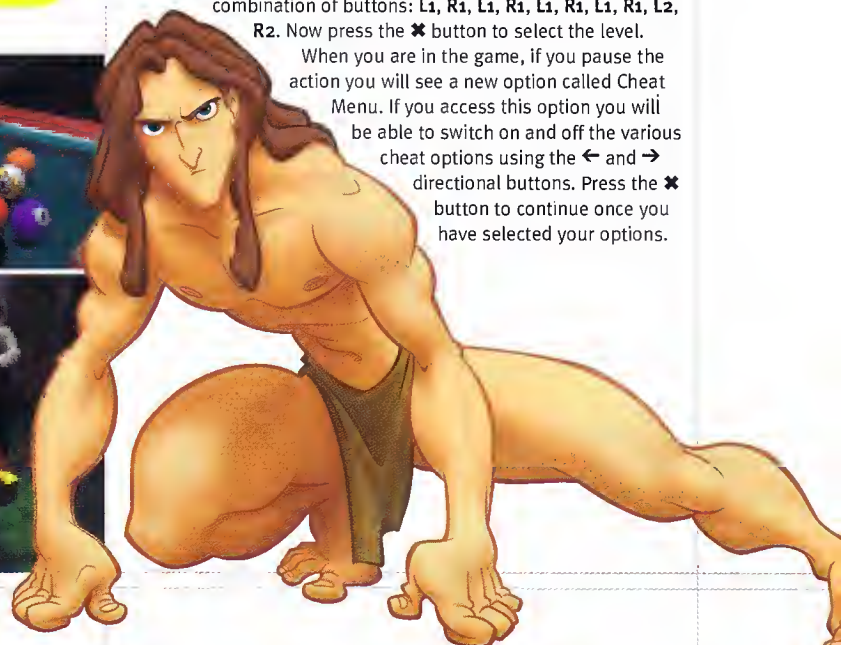 combination of buttons: L1, R1, L1, R1, L1, R1, L1, R1, L2,
R2. Now press the ✖ button to select the level.
When you are in the game, if you pause the
action you will see a new option called Cheat
Menu. If you access this option you will
be able to switch on and off the various
cheat options using the ← and →
directional buttons. Press the ✖
button to continue once you
have selected your options.